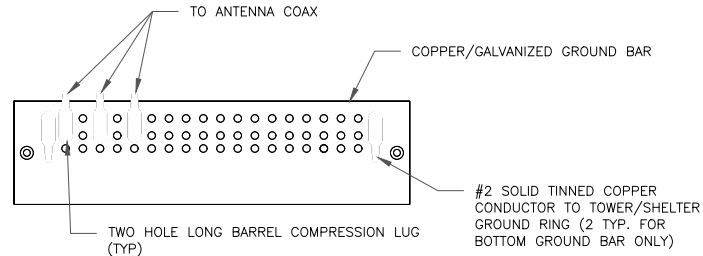 TO ANTENNA COAX
COPPER/GALVANIZED GROUND BAR
#2 SOLID TINNED COPPER
CONDUCTOR TO TOWER/SHELTER
GROUND RING (2 TYP. FOR
BOTTOM GROUND BAR ONLY)
TWO HOLE LONG BARREL COMPRESSION LUG
(TYP)